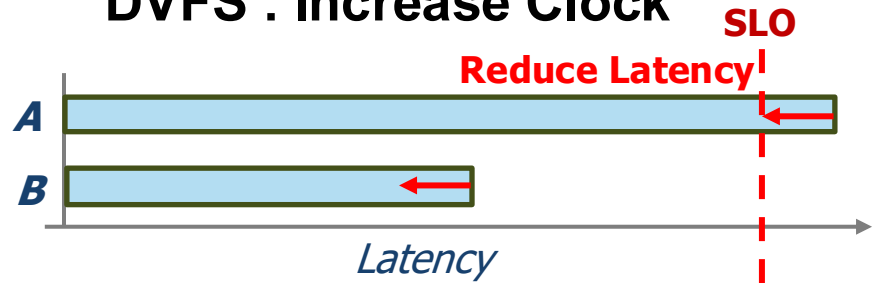 DVFS : Increase Clock
SLO
Reduce Latency
A
B
Latency